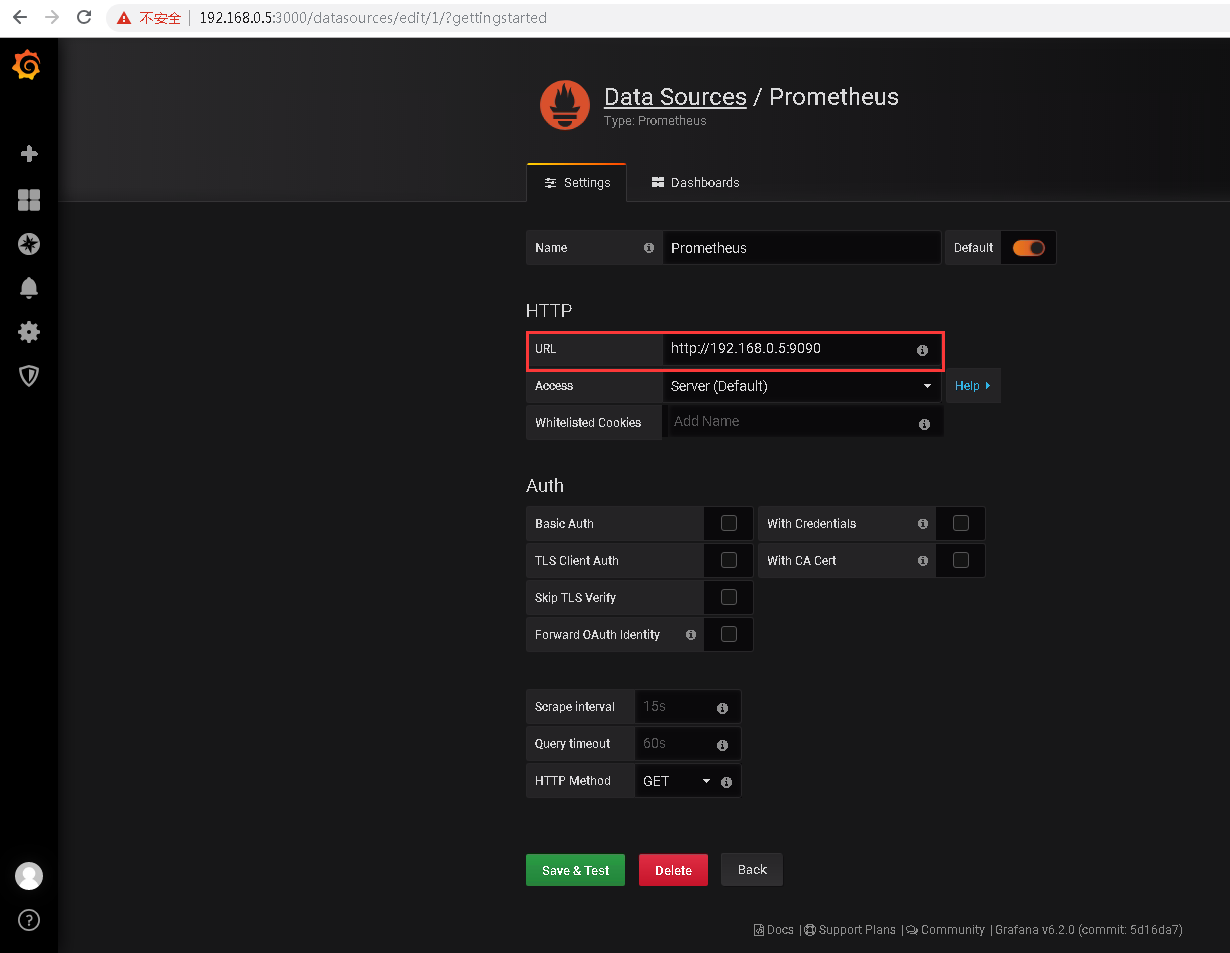 不安全 | 192.168.0.5:3000/datasources/edit/1/?gettingstarted
Data Sources / Prometheus
Type: Prometheus
Settings Dashboards
Name Prometheus Default
HTTP
URL http://192.168.0.5:9090
Access Server (Default) Help
Whitelisted Cookies Add Name
Auth
Basic Auth With Credentials
TLS Client Auth With CA Cert
Skip TLS Verify
Forward OAuth Identity
Scrape interval 15s
Query timeout 60s
HTTP Method GET
Save & Test Delete Back
Docs | Support Plans | Community | Grafana v6.2.0 (commit: 5d16da7)